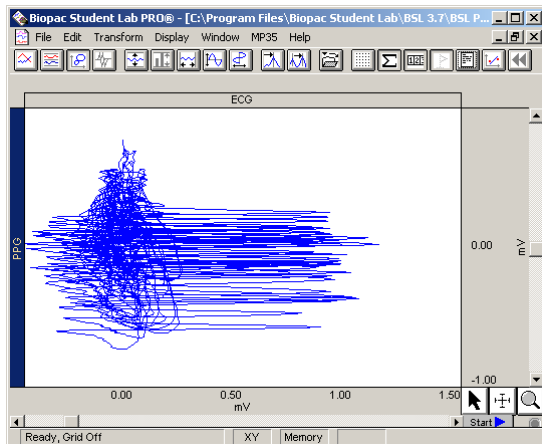 Biopac Student Lab PRO® - [C:\Program Files\Biopac Student Lab\BSL 3.7\BSL P...
File Edit Transform Display Window MP35 Help
ECG
PPG
0.00
-1.00
mV
0.00 0.50 1.00 1.50
mV
Start
Ready, Grid Off XY Memory